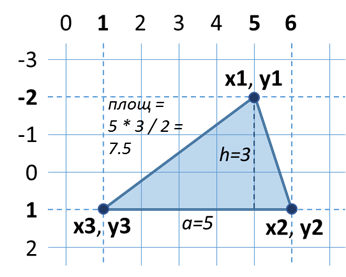 0 1 2 3 4 5 6
-3
x1, y1
-2
площ =
5 * 3 / 2 =
7.5
-1
h=3
0
1
x3, y3
a=5
x2, y2
2